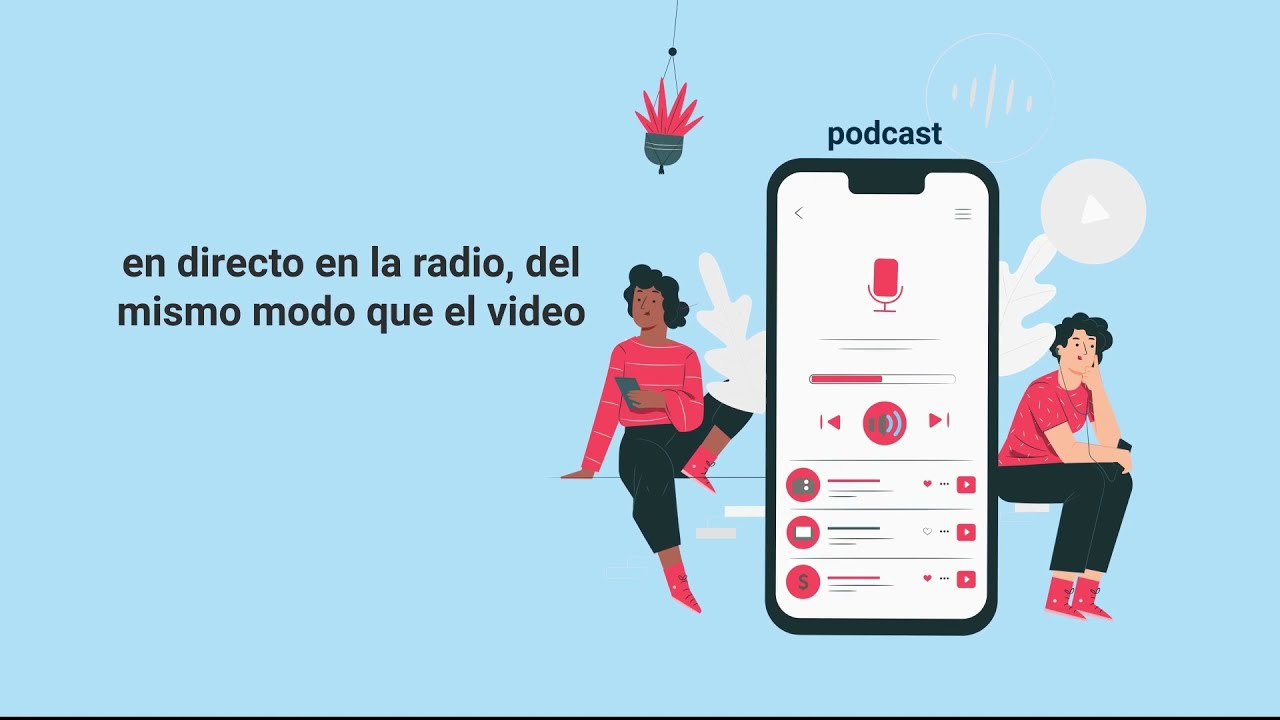 podcast
en directo en la radio, del
mismo modo que el video
$